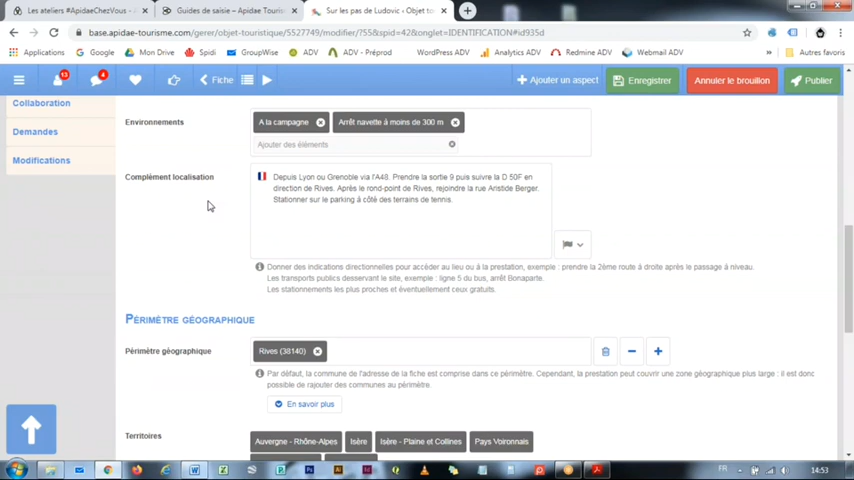 Les ateliers #ApidaeChezVous - A
Guides de saisie – Apidae Tourism
Sur les pas de Ludovic • Objet to
base.apidae-tourisme.com/gerer/objet-touristique/5527749/modifier/?555&spid=42&onglet=IDENTIFICATION#id935d
Applications Google Mon Drive Spidi GroupWise ADV ADV - Préprod WordPress ADV Analytics ADV Redmine ADV Webmail ADV Autres favoris
13 4 Fiche Ajouter un aspect Enregistrer Annuler le brouillon Publier
Collaboration
Demandes
Modifications
Environnements
A la campagne Arrêt navette à moins de 300 m
Ajouter des éléments
Complément localisation
Depuis Lyon ou Grenoble via l'A48. Prendre la sortie 9 puis suivre la D 50F en
direction de Rives. Après le rond-point de Rives, rejoindre la rue Aristide Berger.
Stationner sur le parking à côté des terrains de tennis.
Donner des indications directionnelles pour accéder au lieu ou à la prestation, exemple : prendre la 2ème route à droite après le passage à niveau.
Les transports publics desservant le site, exemple : ligne 5 du bus, arrêt Bonaparte.
Les stationnements les plus proches et éventuellement ceux gratuits.
PÉRIMÈTRE GÉOGRAPHIQUE
Périmètre géographique
Rives (38140)
Par défaut, la commune de l'adresse de la fiche est comprise dans ce périmètre. Cependant, la prestation peut couvrir une zone géographique plus large : il est donc
possible de rajouter des communes au périmètre.
En savoir plus
Territoires
Auvergne - Rhône-Alpes Isère Isère - Plaine et Collines Pays Voironnais
FR 14:53